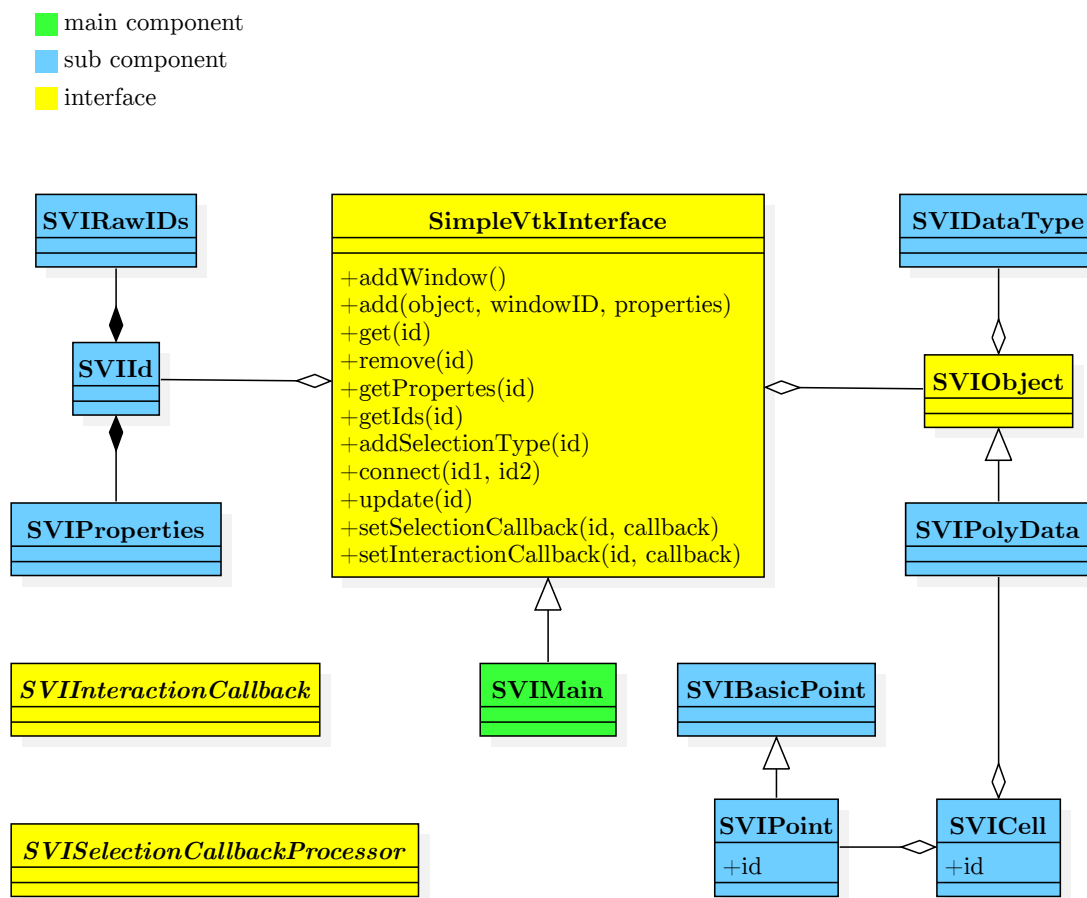 main component
sub component
interface
SVIRawIDs
SimpleVtkInterface
SVIDataType
+addWindow()
+add(object, windowID, properties)
+get(id)
+remove(id)
+getPropertes(id)
+getIds(id)
+addSelectionType(id)
+connect(id1, id2)
+update(id)
+setSelectionCallback(id, callback)
+setInteractionCallback(id, callback)
SVIId
SVIObject
SVIProperties
SVIPolyData
SVIInteractionCallback
SVIMain
SVIBasicPoint
SVISelectionCallbackProcessor
SVIPoint
+id
SVICell
+id